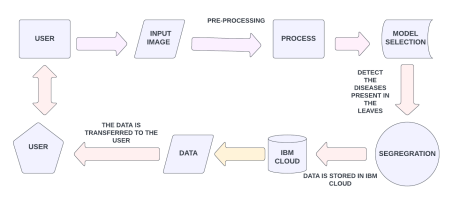 PRE-PROCESSING
USER
INPUT
IMAGE
PROCESS
MODEL
SELECTION
DETECT
THE
DISEASES
PRESENT IN
THE
LEAVES
THE DATA IS
TRANSFERRED TO THE
USER
USER
DATA
IBM
CLOUD
SEGREGRATION
DATA IS STORED IN IBM
CLOUD